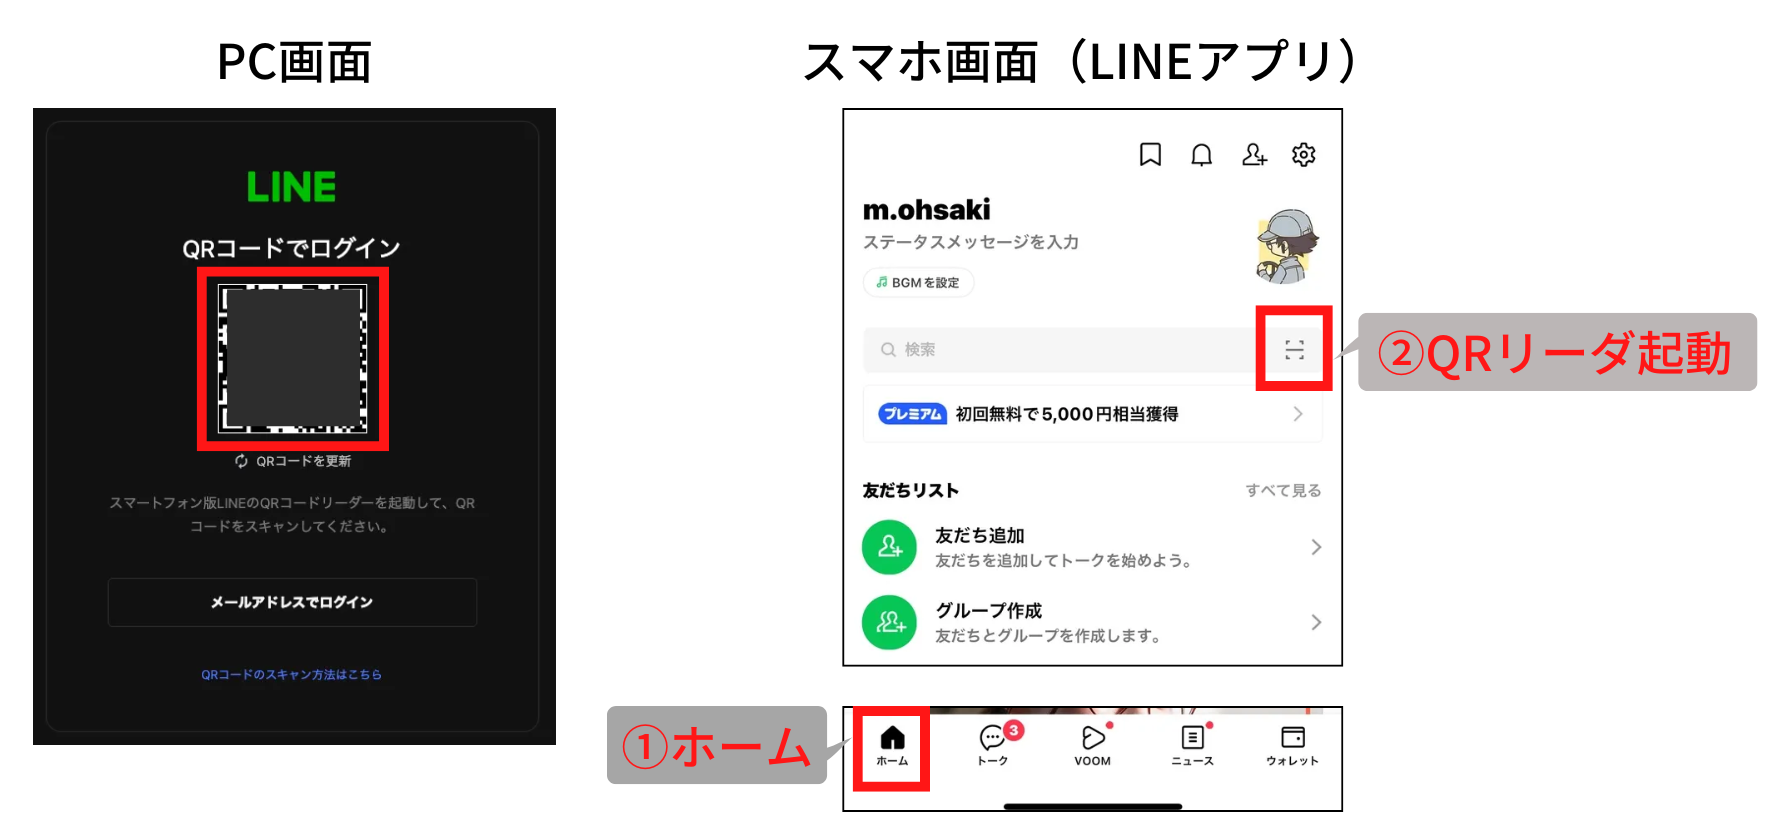 PC画面
LINE
QRコードでログイン
QRコードを更新
スマートフォン版LINEのQRコードリーダーを起動して、QR
コードをスキャンしてください。
メールアドレスでログイン
QRコードのスキャン方法はこちら
スマホ画面（LINEアプリ）
m.ohsaki
ステータスメッセージを入力
BGMを設定
検索
②QRリーダ起動
プレミアム 初回無料で5,000円相当獲得
友だちリスト すべて見る
友だち追加
友だちを追加してトークを始めよう。
グループ作成
友だちとグループを作成します。
①ホーム
3
ホーム トーク VOOM ニュース ウォレット